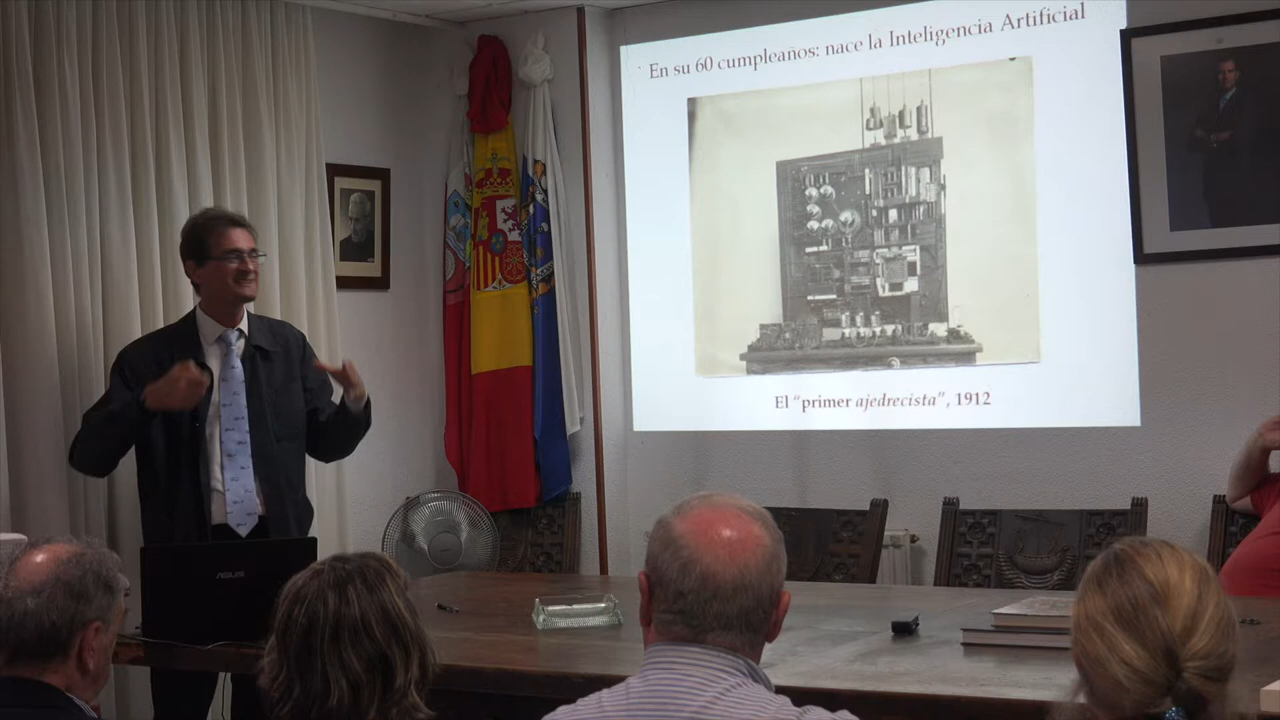 En su 60 cumpleaños: nace la Inteligencia Artificial
El “primer ajedrecista”, 1912
ASUS